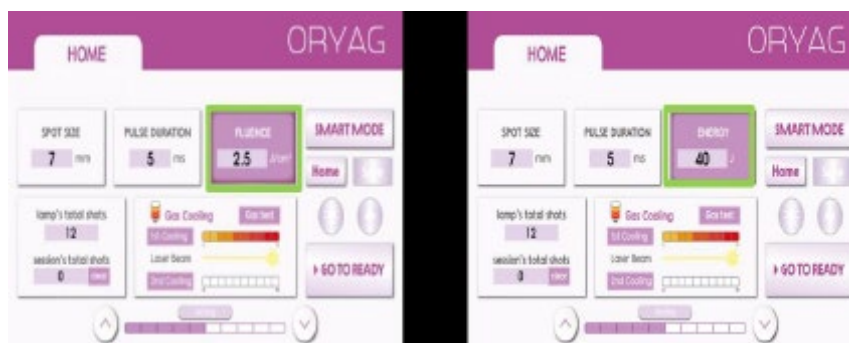 HOME
ORYAG
SPOT SIZE
7 mm
PULSE DURATION
5 ms
FLUENCE
2.5 J/cm²
SMART MODE
Home
lamp's total shots
12
session's total shots
0 clear
Gas Cooling
Gas test
1st Cooling
Laser Beam
2nd Cooling
GO TO READY
HOME
ORYAG
SPOT SIZE
7 mm
PULSE DURATION
5 ms
ENERGY
40 J
SMART MODE
Home
lamp's total shots
12
session's total shots
0 clear
Gas Cooling
Gas test
1st Cooling
Laser Beam
2nd Cooling
GO TO READY